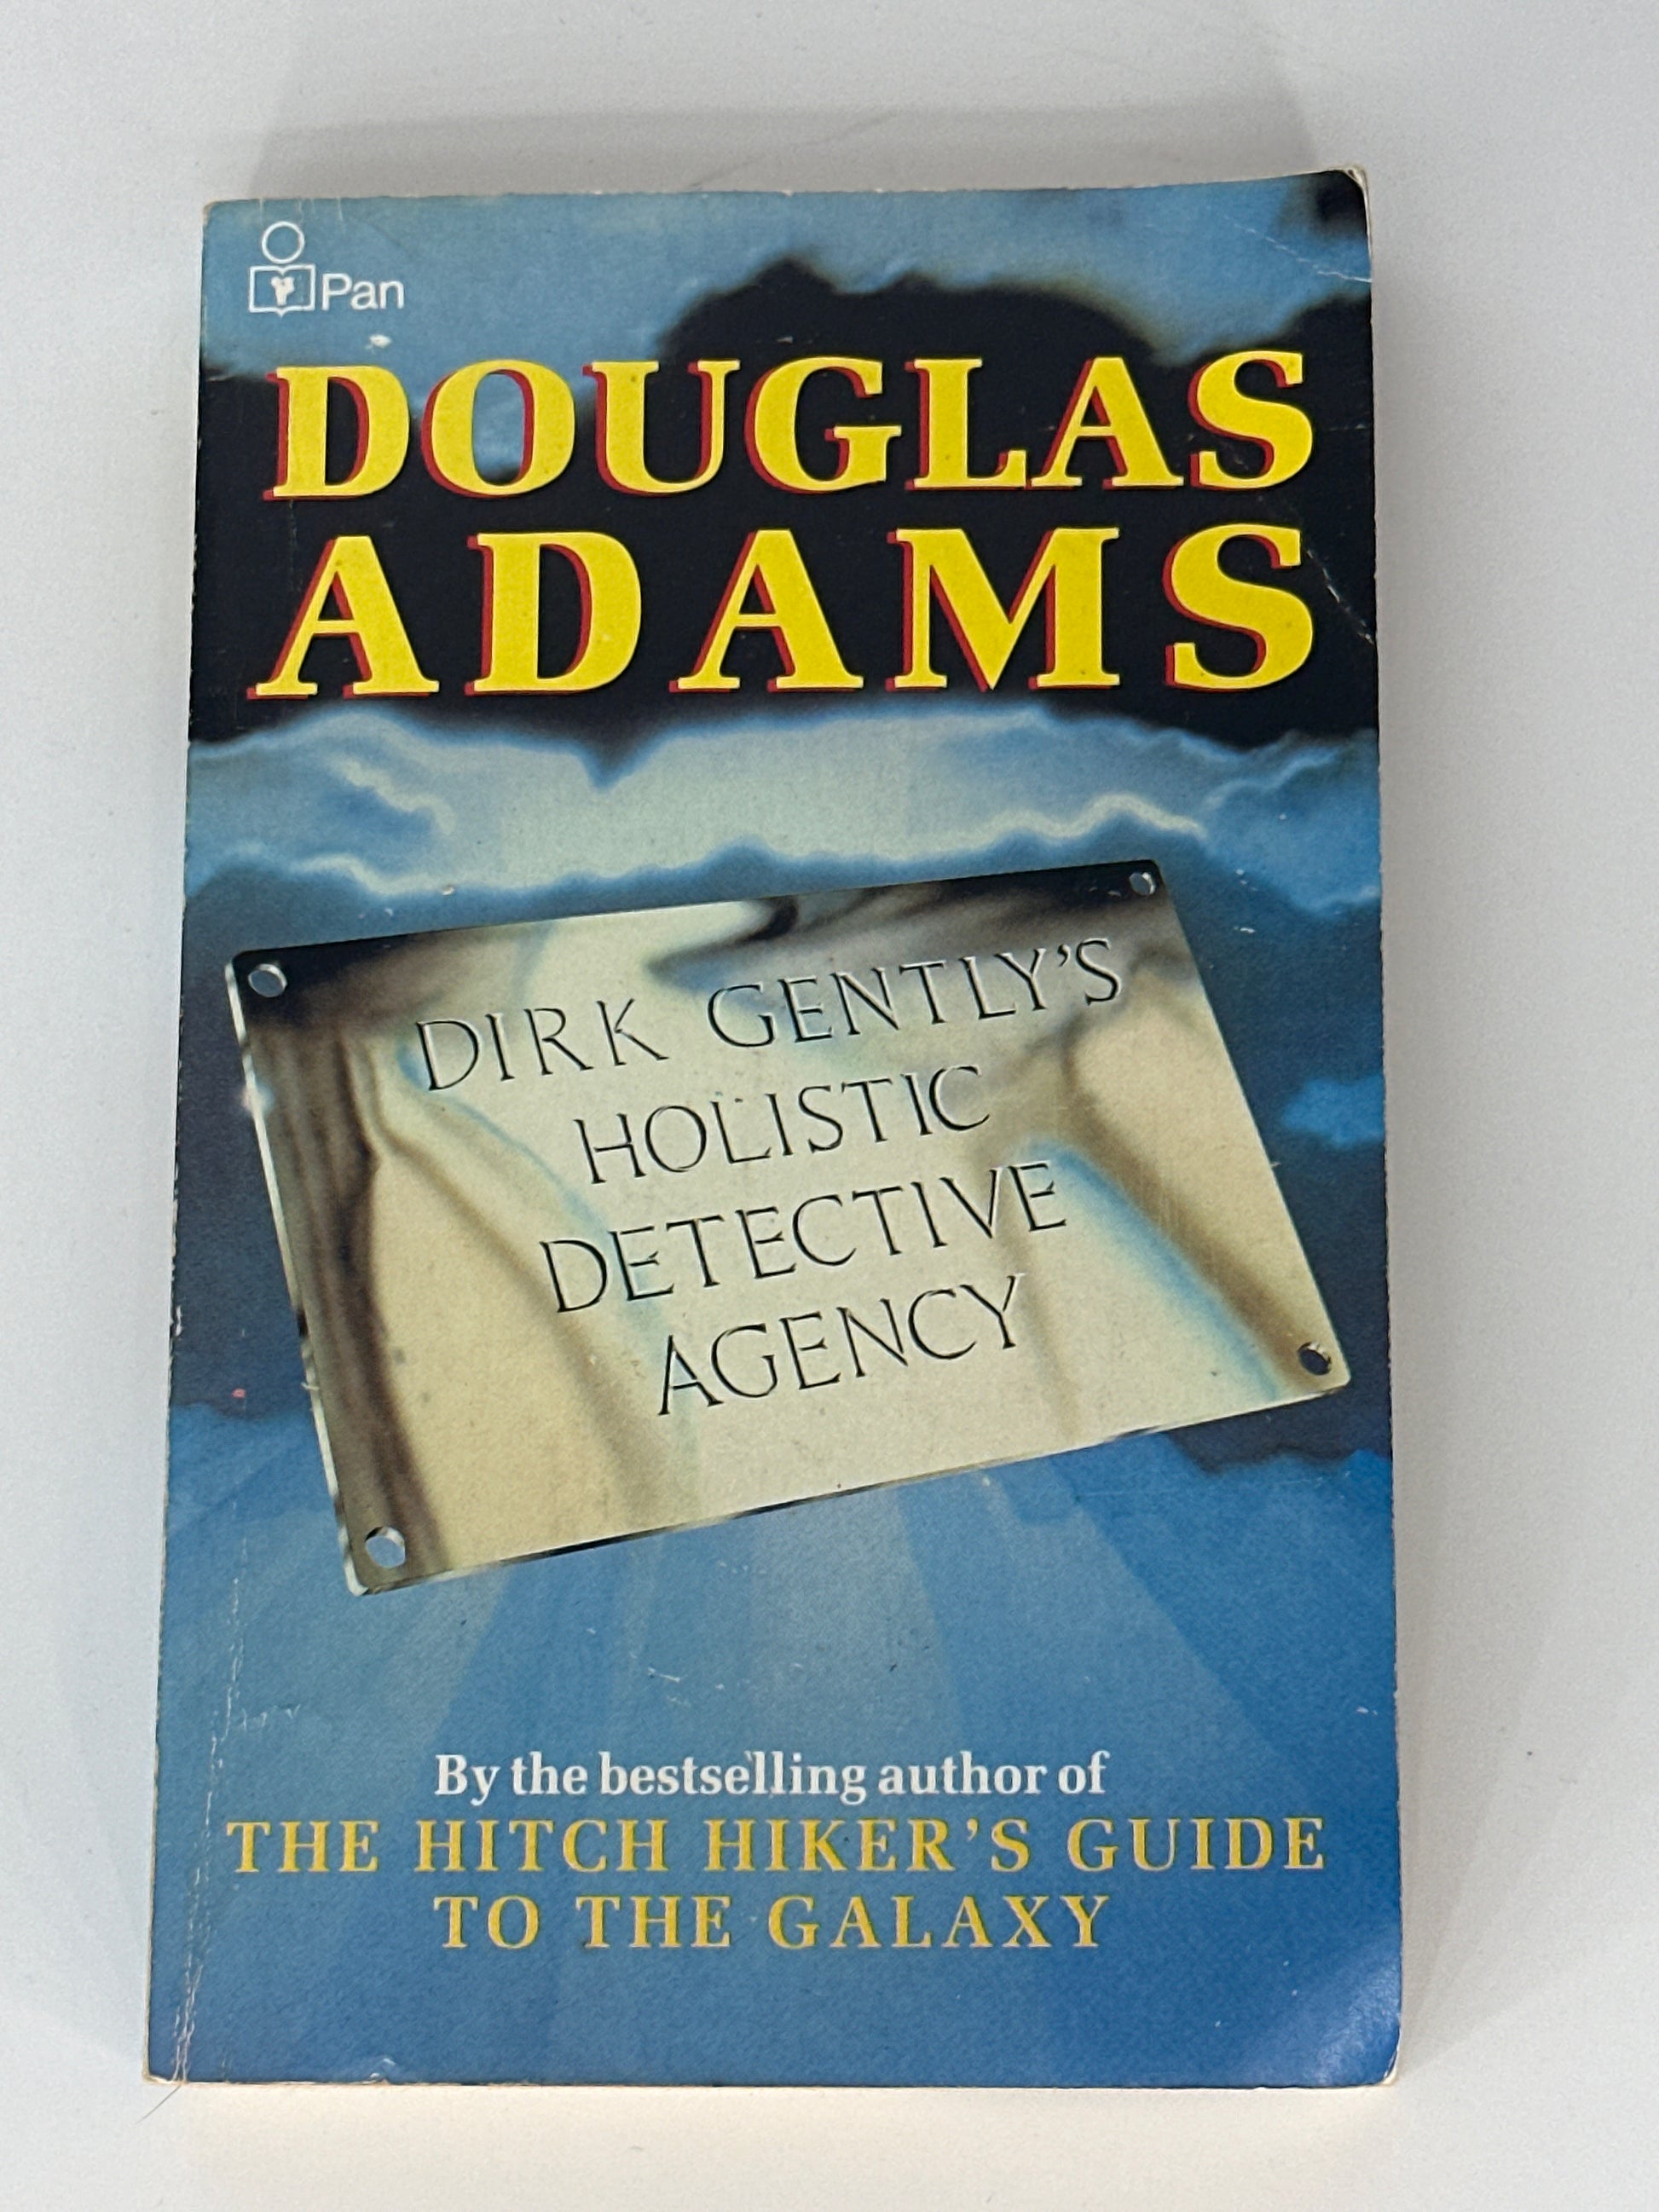 Pan
DOUGLAS
ADAMS
DIRK GENTLY'S
HOLISTIC
DETECTIVE
AGENCY
By the bestselling author of
THE HITCH HIKER'S GUIDE
TO THE GALAXY